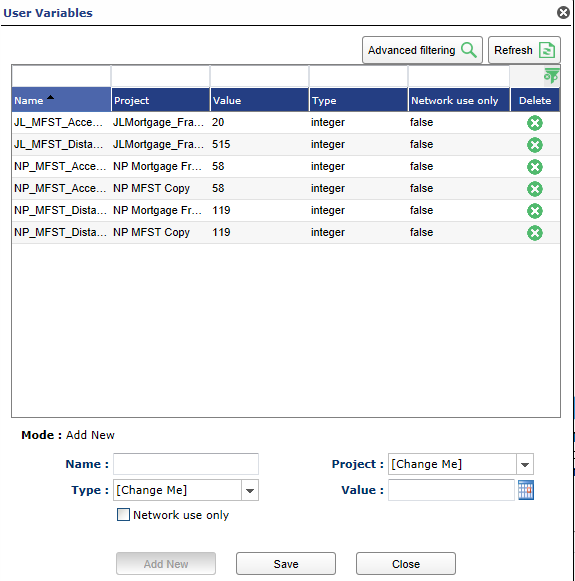 User Variables
Advanced filtering Refresh
Name Project Value Type Network use only Delete
JL_MFST_Acce... JLMortgage_Fra... 20 integer false
JL_MFST_Dista... JLMortgage_Fra... 515 integer false
NP_MFST_Acce... NP Mortgage Fr... 58 integer false
NP_MFST_Acce... NP MFST Copy 58 integer false
NP_MFST_Dista... NP Mortgage Fr... 119 integer false
NP_MFST_Dista... NP MFST Copy 119 integer false
Mode : Add New
Name : Project : [Change Me]
Type : [Change Me] Value :
Network use only
Add New Save Close